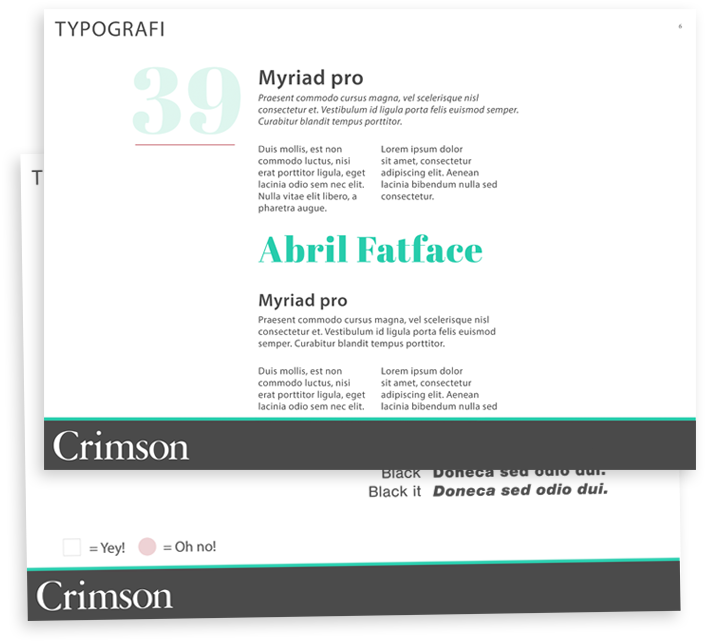 TYPOGRAFI
6
39
Myriad pro
Praesent commodo cursus magna, vel scelerisque nisl
consectetur et. Vestibulum id ligula porta felis euismod semper.
Curabitur blandit tempus porttitor.
Duis mollis, est non
commodo luctus, nisi
erat porttitor ligula, eget
lacinia odio sem nec elit.
Nulla vitae elit libero, a
pharetra augue.
Lorem ipsum dolor
sit amet, consectetur
adipiscing elit. Aenean
lacinia bibendum nulla sed
consectetur.
Abril Fatface
Myriad pro
Praesent commodo cursus magna, vel scelerisque nisl
consectetur et. Vestibulum id ligula porta felis euismod
semper. Curabitur blandit tempus porttitor.
Duis mollis, est non
commodo luctus, nisi
erat porttitor ligula, eget
lacinia odio sem nec elit.
Lorem ipsum dolor
sit amet, consectetur
adipiscing elit. Aenean
lacinia bibendum nulla sed
Crimson
T
Black Doneca sed odio dui.
Black it Doneca sed odio dui.
= Yey! = Oh no!
Crimson